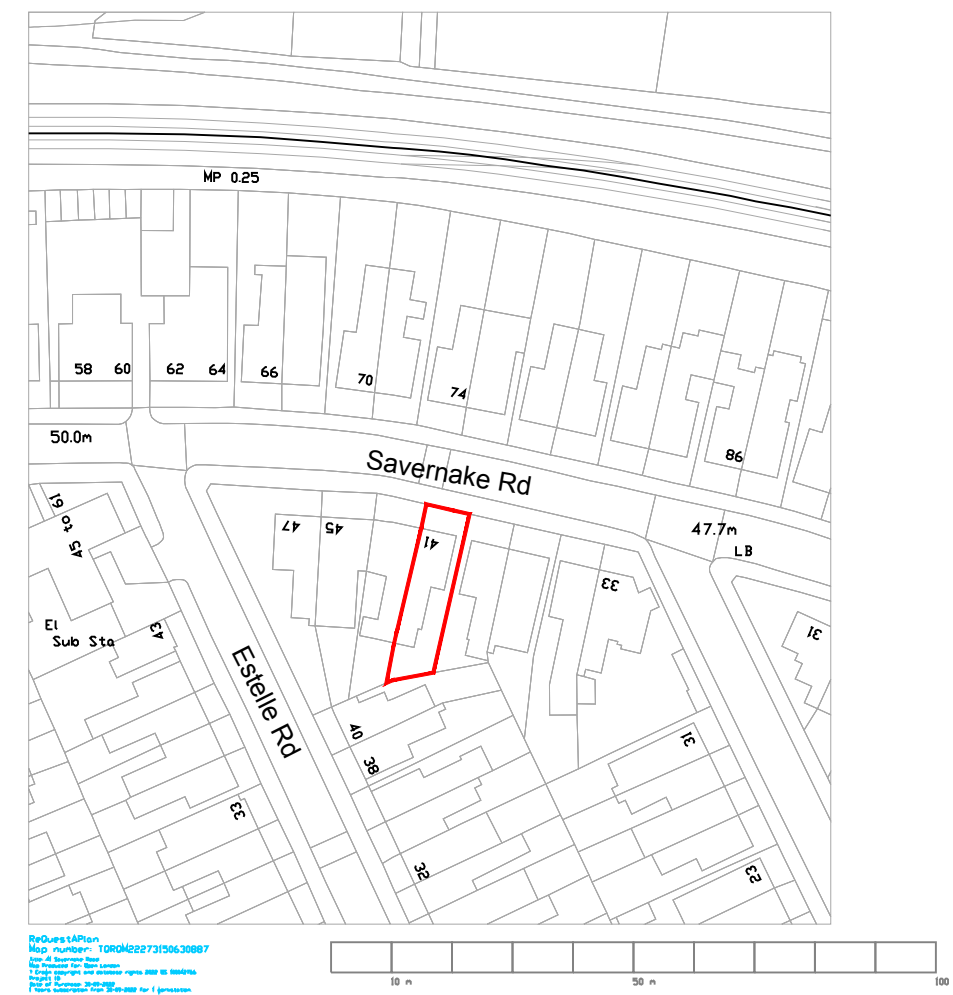 MP 0.25
58 60 62 64 66 70 74 86
50.0m
Savernake Rd
47.7m
LB
45 to 61
47 45 41 33
31
El
Sub Sta
43
Estelle Rd
40
38
31
33
32
23
ReQuestAPlan
Map number: TQRQM22273150630887
10 m 50 m 100